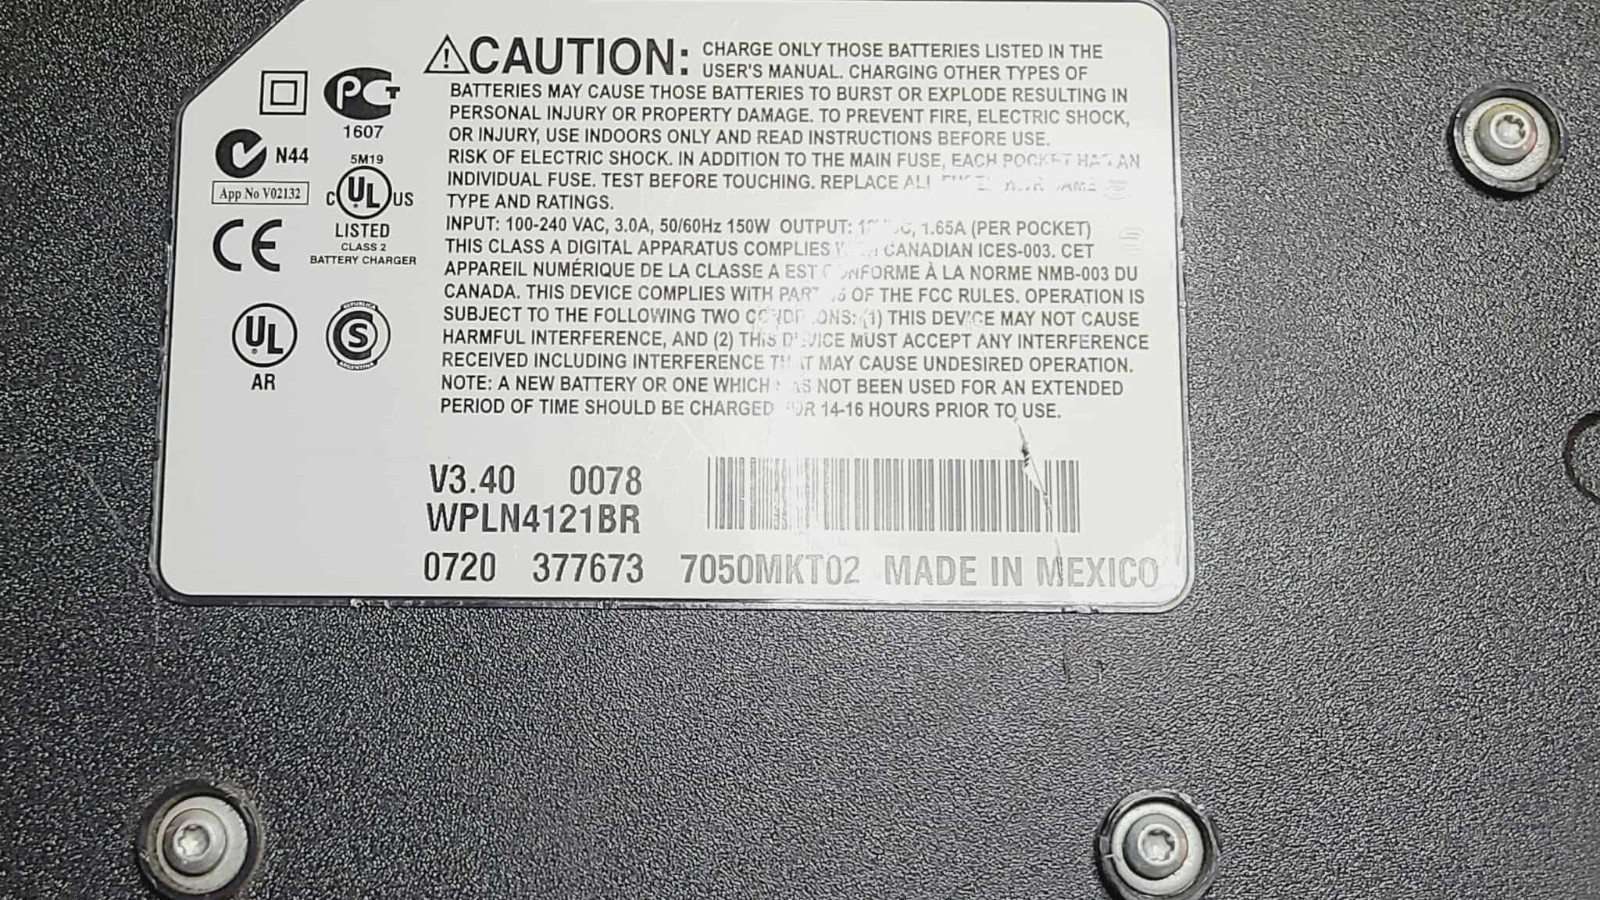 CAUTION: CHARGE ONLY THOSE BATTERIES LISTED IN THE
USER'S MANUAL. CHARGING OTHER TYPES OF
BATTERIES MAY CAUSE THOSE BATTERIES TO BURST OR EXPLODE RESULTING IN
PERSONAL INJURY OR PROPERTY DAMAGE. TO PREVENT FIRE, ELECTRIC SHOCK,
OR INJURY, USE INDOORS ONLY AND READ INSTRUCTIONS BEFORE USE.
RISK OF ELECTRIC SHOCK. IN ADDITION TO THE MAIN FUSE, EACH POCKET HAS AN
INDIVIDUAL FUSE. TEST BEFORE TOUCHING. REPLACE ALL
TYPE AND RATINGS.
INPUT: 100-240 VAC, 3.0A, 50/60Hz 150W OUTPUT: 1.65A (PER POCKET)
THIS CLASS A DIGITAL APPARATUS COMPLIES WITH CANADIAN ICES-003. CET
APPAREIL NUMÉRIQUE DE LA CLASSE A EST CONFORME À LA NORME NMB-003 DU
CANADA. THIS DEVICE COMPLIES WITH PART 15 OF THE FCC RULES. OPERATION IS
SUBJECT TO THE FOLLOWING TWO CONDITIONS: (1) THIS DEVICE MAY NOT CAUSE
HARMFUL INTERFERENCE, AND (2) THIS DEVICE MUST ACCEPT ANY INTERFERENCE
RECEIVED INCLUDING INTERFERENCE THAT MAY CAUSE UNDESIRED OPERATION.
NOTE: A NEW BATTERY OR ONE WHICH HAS NOT BEEN USED FOR AN EXTENDED
PERIOD OF TIME SHOULD BE CHARGED FOR 14-16 HOURS PRIOR TO USE.
PCT
1607
N44
App No V02132
5M19
C UL US
LISTED
CLASS 2
BATTERY CHARGER
CE
UL
AR
REPUBLICA
S
ARGENTINA
V3.40 0078
WPLN4121BR
0720 377673 7050MKT02 MADE IN MEXICO